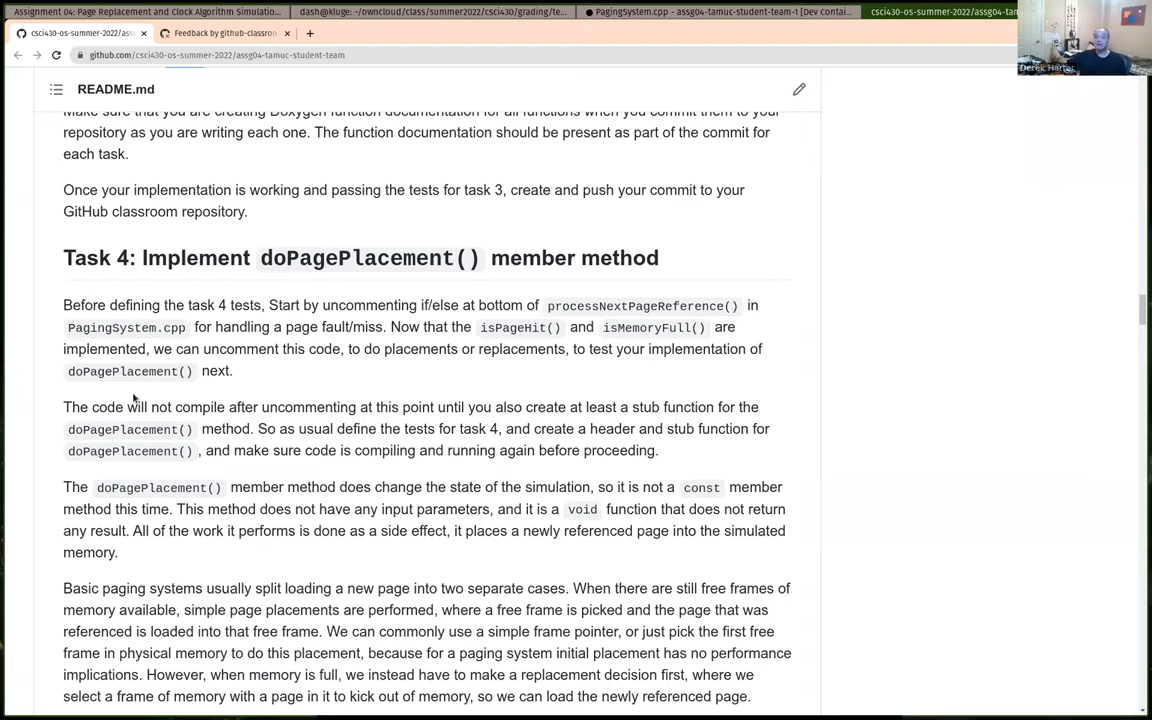 Assignment 04: Page Replacement and Clock Algorithm Simulatio...
dash@kluge: ~/owncloud/class/summer2022/csci430/grading/te...
PagingSystem.cpp - assg04-tamuc-student-team-1 [Dev Contai...
csci430-os-summer-2022/assg04-tam
csci430-os-summer-2022/ass
Feedback by github-classroo
github.com/csci430-os-summer-2022/assg04-tamuc-student-team
Derek Harter
README.md
Make sure that you are creating Doxygen function documentation for all functions when you commit them to your
repository as you are writing each one. The function documentation should be present as part of the commit for
each task.
Once your implementation is working and passing the tests for task 3, create and push your commit to your
GitHub classroom repository.
Task 4: Implement doPagePlacement() member method
Before defining the task 4 tests, Start by uncommenting if/else at bottom of processNextPageReference() in
PagingSystem.cpp for handling a page fault/miss. Now that the isPageHit() and isMemoryFull() are
implemented, we can uncomment this code, to do placements or replacements, to test your implementation of
doPagePlacement() next.
The code will not compile after uncommenting at this point until you also create at least a stub function for the
doPagePlacement() method. So as usual define the tests for task 4, and create a header and stub function for
doPagePlacement() , and make sure code is compiling and running again before proceeding.
The doPagePlacement() member method does change the state of the simulation, so it is not a const member
method this time. This method does not have any input parameters, and it is a void function that does not return
any result. All of the work it performs is done as a side effect, it places a newly referenced page into the simulated
memory.
Basic paging systems usually split loading a new page into two separate cases. When there are still free frames of
memory available, simple page placements are performed, where a free frame is picked and the page that was
referenced is loaded into that free frame. We can commonly use a simple frame pointer, or just pick the first free
frame in physical memory to do this placement, because for a paging system initial placement has no performance
implications. However, when memory is full, we instead have to make a replacement decision first, where we
select a frame of memory with a page in it to kick out of memory, so we can load the newly referenced page.